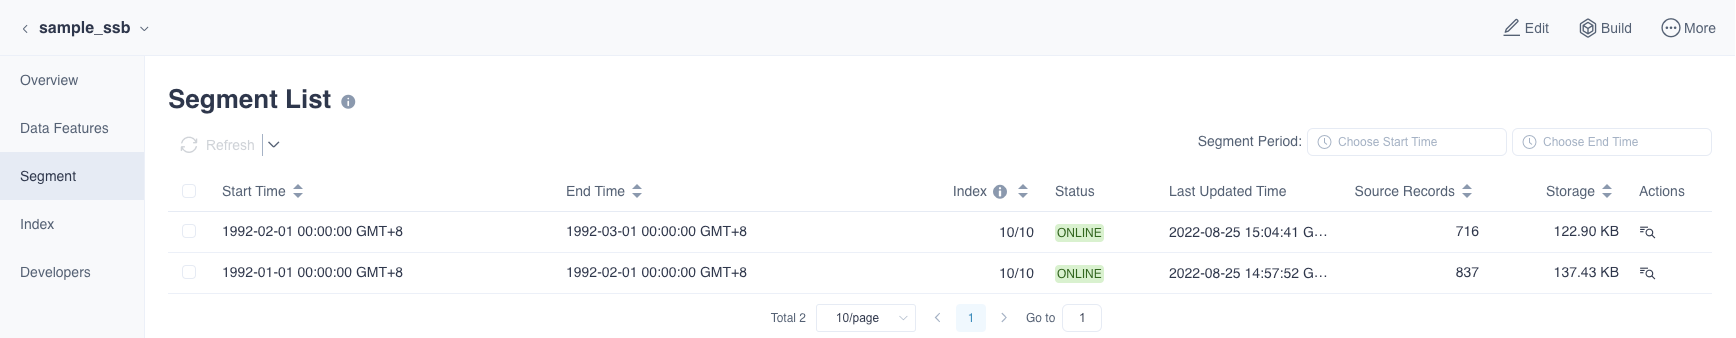 sample_ssb
Edit Build More
Overview
Data Features
Segment
Index
Developers
Segment List
Refresh
Segment Period: Choose Start Time Choose End Time
Start Time End Time Index Status Last Updated Time Source Records Storage Actions
1992-02-01 00:00:00 GMT+8 1992-03-01 00:00:00 GMT+8 10/10 ONLINE 2022-08-25 15:04:41 G... 716 122.90 KB
1992-01-01 00:00:00 GMT+8 1992-02-01 00:00:00 GMT+8 10/10 ONLINE 2022-08-25 14:57:52 G... 837 137.43 KB
Total 2 10/page 1 Go to 1